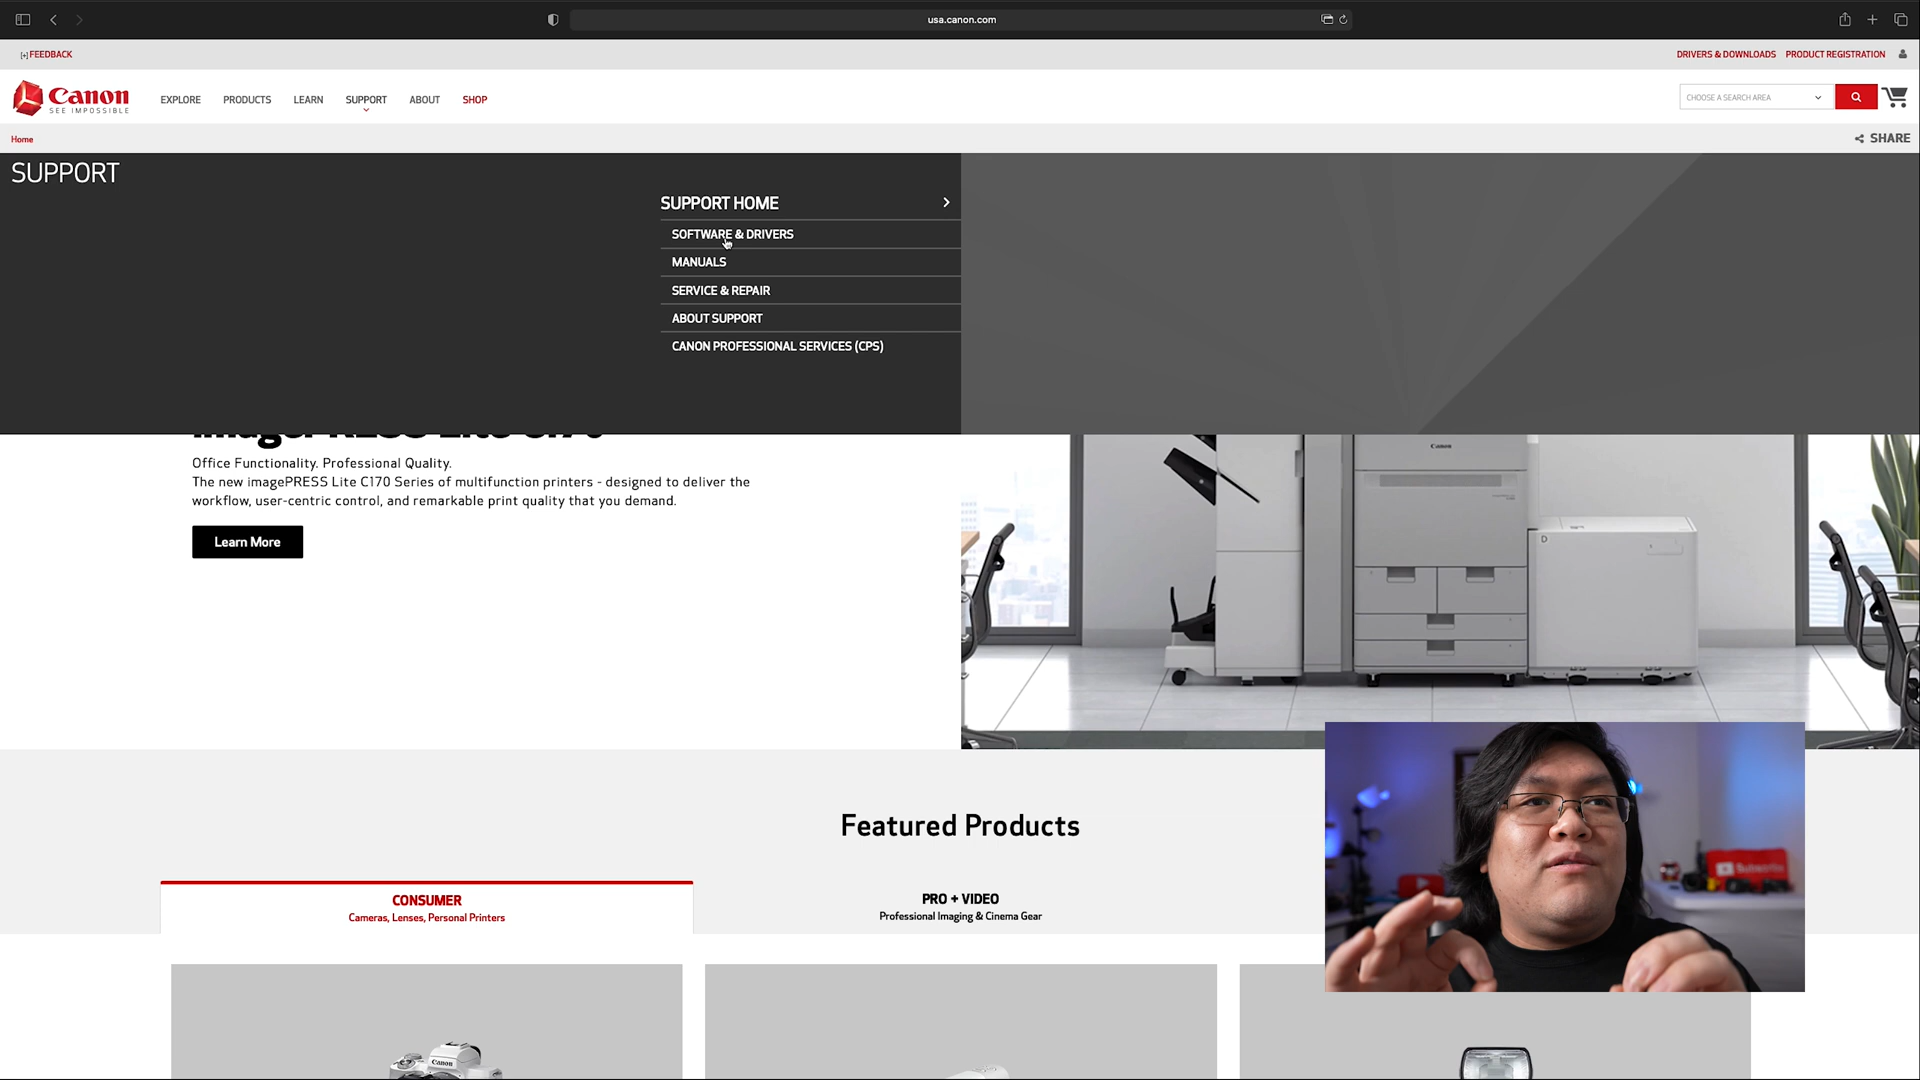 usa.canon.com
[+] FEEDBACK
DRIVERS & DOWNLOADS PRODUCT REGISTRATION
Canon
SEE IMPOSSIBLE
EXPLORE PRODUCTS LEARN SUPPORT ABOUT SHOP
CHOOSE A SEARCH AREA
Home
SHARE
SUPPORT
SUPPORT HOME
SOFTWARE & DRIVERS
MANUALS
SERVICE & REPAIR
ABOUT SUPPORT
CANON PROFESSIONAL SERVICES (CPS)
Office Functionality. Professional Quality.
The new imagePRESS Lite C170 Series of multifunction printers - designed to deliver the
workflow, user-centric control, and remarkable print quality that you demand.
Learn More
Canon
D
Featured Products
CONSUMER
Cameras, Lenses, Personal Printers
PRO + VIDEO
Professional Imaging & Cinema Gear
Subscribe
Canon